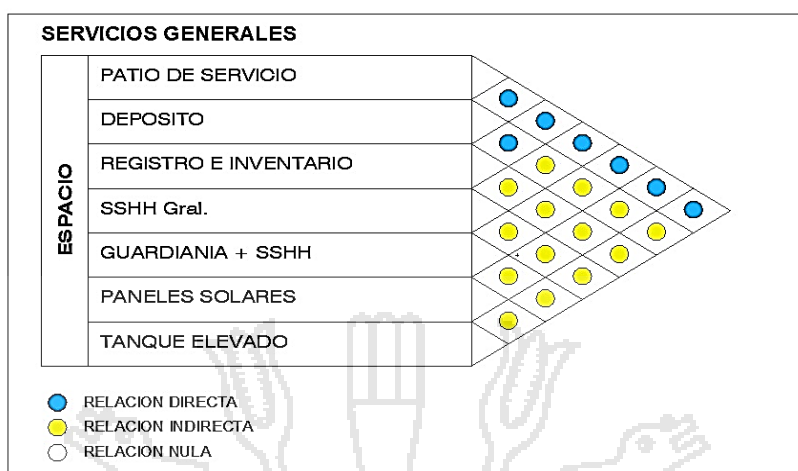 SERVICIOS GENERALES
ESPACIO
PATIO DE SERVICIO
DEPOSITO
REGISTRO E INVENTARIO
SSHH Gral.
GUARDIANIA + SSHH
PANELES SOLARES
TANQUE ELEVADO
RELACION DIRECTA
RELACION INDIRECTA
RELACION NULA